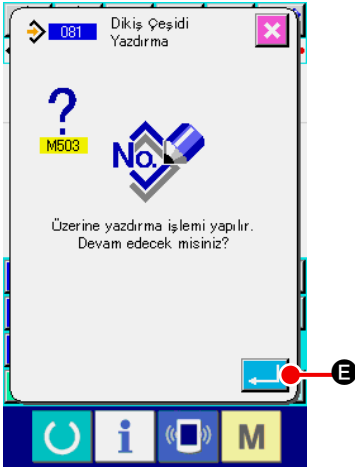 081
Dikiş Çeşidi
Yazdırma
?
M503
No.
Üzerine yazdırma işlemi yapılır.
Devam edecek misiniz?
E
i
M